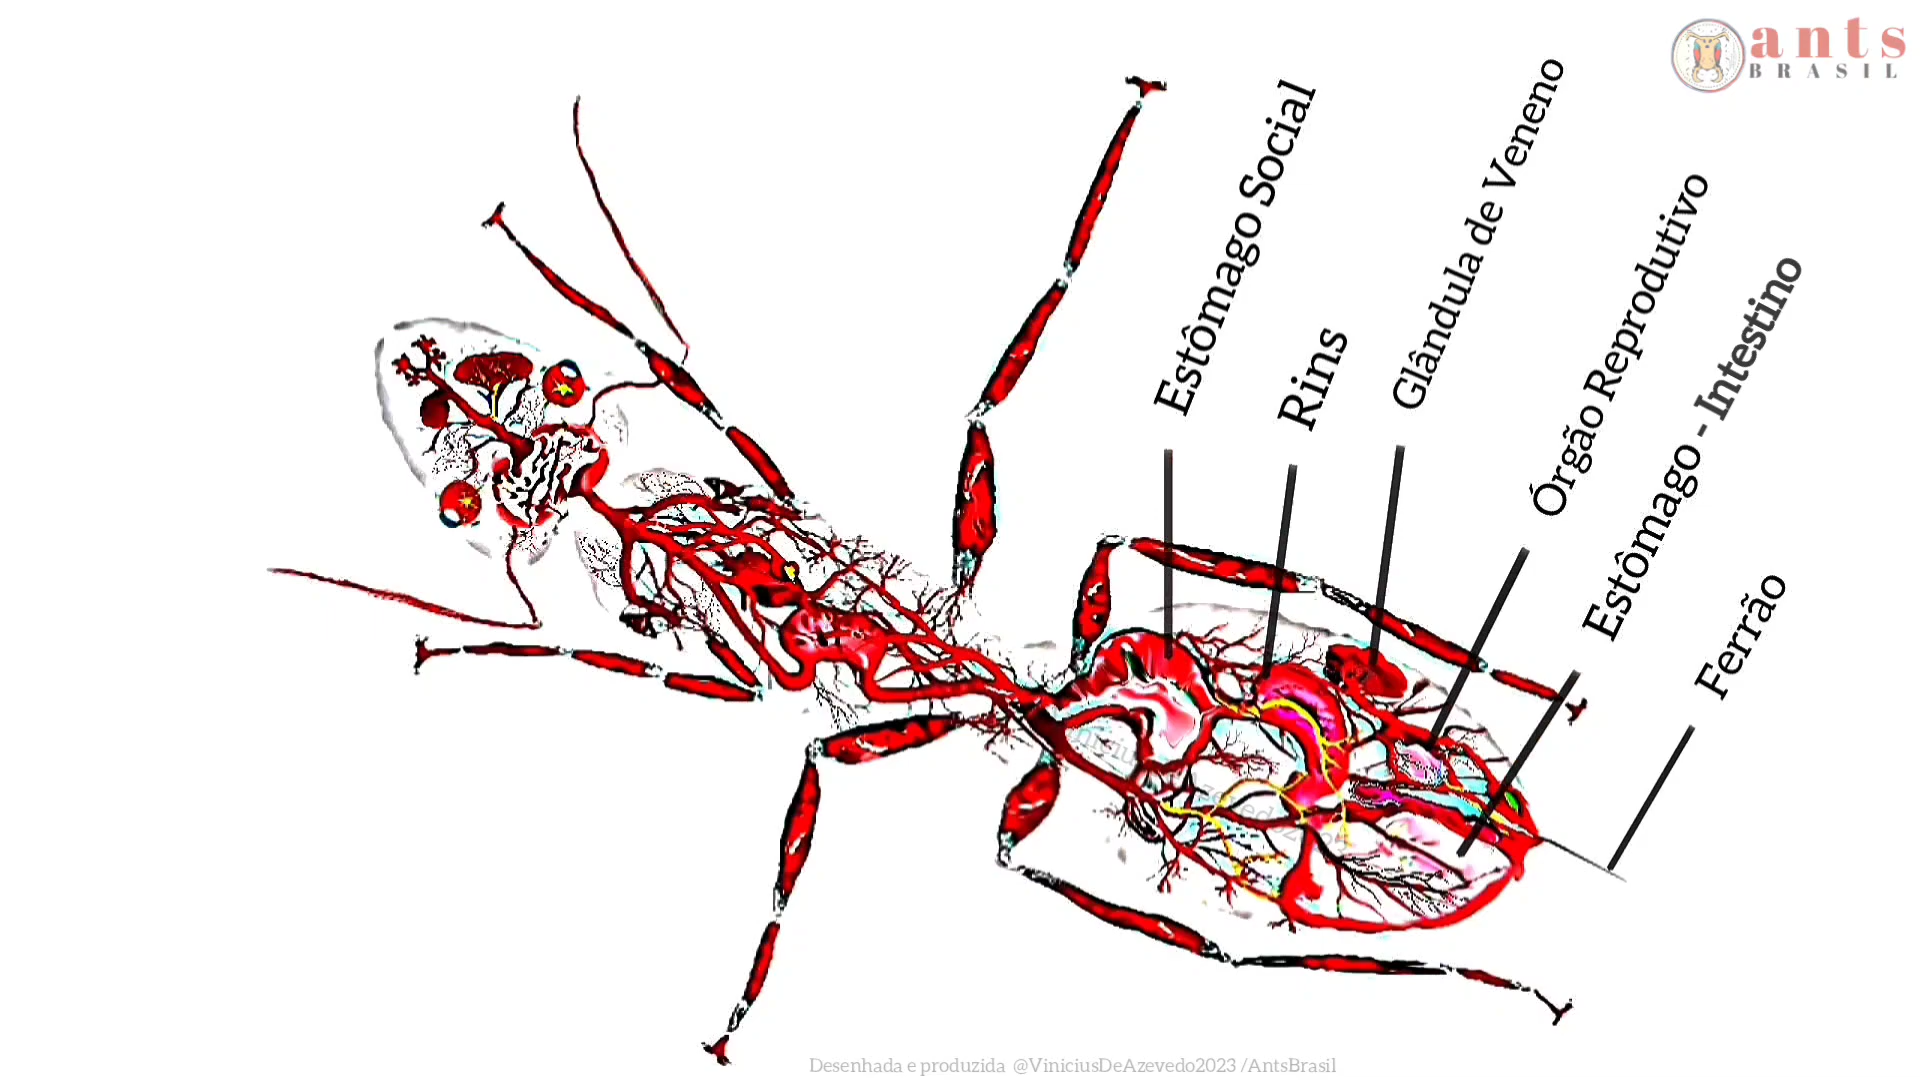 ants
BRASIL
Estômago Social
Rins
Glândula de Veneno
Órgão Reprodutivo
Estômago - Intestino
Ferrão
Desenhada e produzida @ViniciusDeAzevedo2023 /AntsBrasil